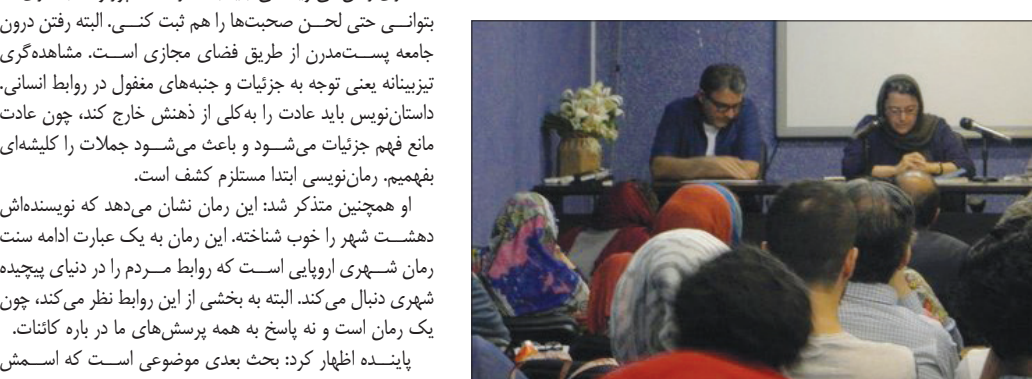 بتوانی حتی لحن صحبت‌ها را هم ثبت کنی. البته رفتن درون
جامعه پست‌مدرن از طریق فضای مجازی است. مشاهده‌گری
تیزبینانه یعنی توجه به جزئیات و جنبه‌های مغفول در روابط انسانی.
داستان‌نویس باید عادت را به‌کلی از ذهنش خارج کند، چون عادت
مانع فهم جزئیات می‌شود و باعث می‌شود جملات را کلیشه‌ای
بفهمیم. رمان‌نویسی ابتدا مستلزم کشف است.
او همچنین متذکر شد: این رمان نشان می‌دهد که نویسنده‌اش
دهشت شهر را خوب شناخته. این رمان به یک عبارت ادامه سنت
رمان شهری اروپایی است که روابط مردم را در دنیای پیچیده
شهری دنبال می‌کند. البته به بخشی از این روابط نظر می‌کند، چون
یک رمان است و نه پاسخ به همه پرسش‌های ما در باره کائنات.
پاینده اظهار کرد: بحث بعدی موضوعی است که اسمش